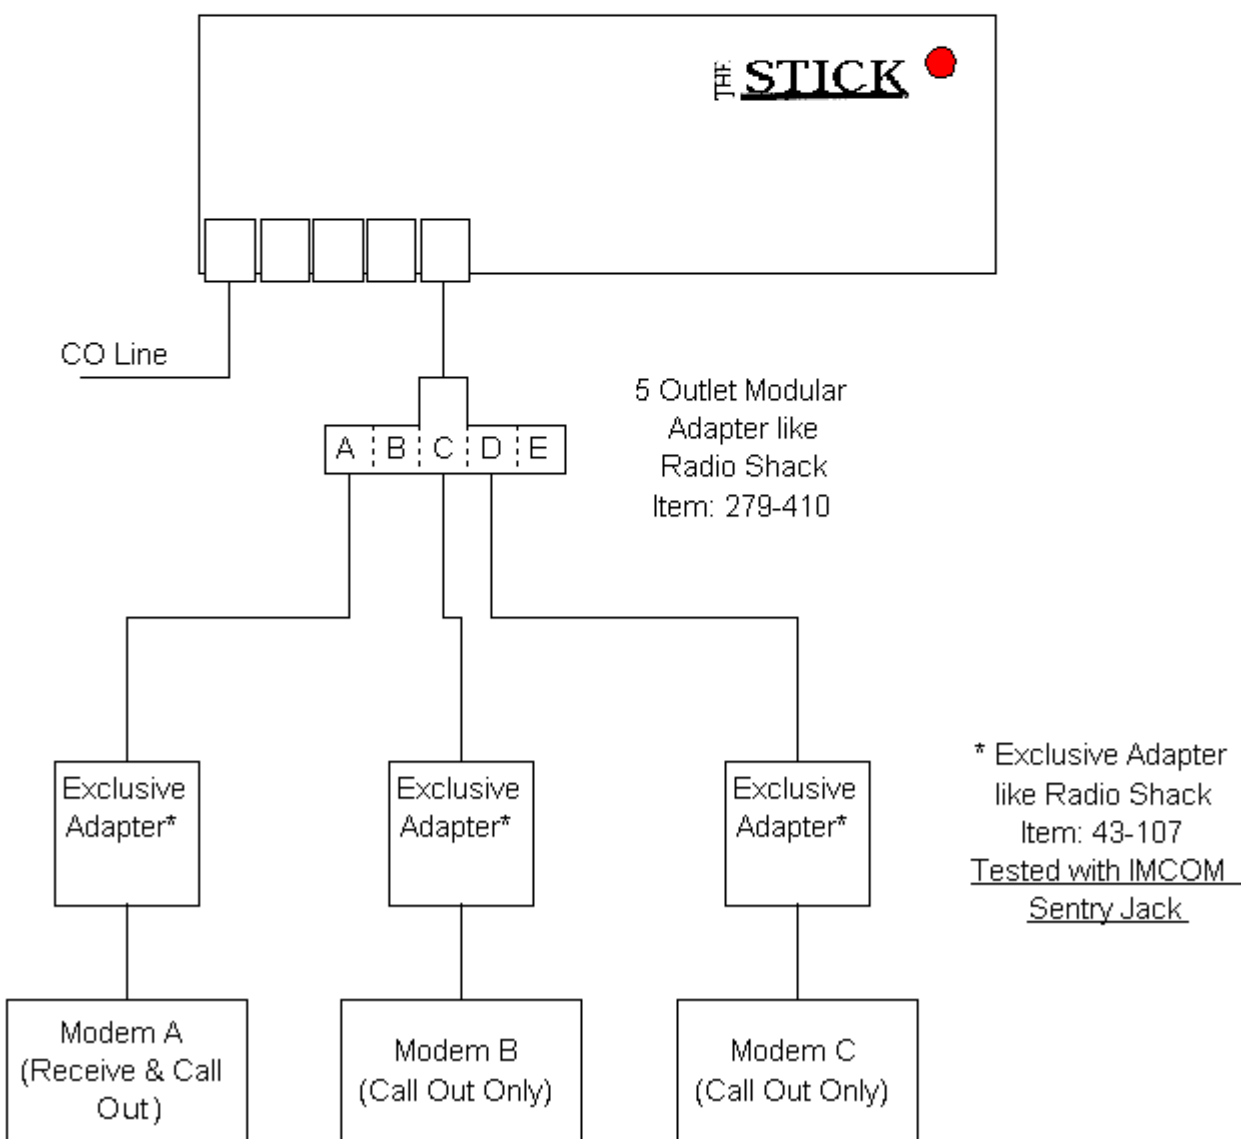 THE STICK
CO Line
5 Outlet Modular
Adapter like
Radio Shack
Item: 279-410
A B C D E
Exclusive
Adapter*
Exclusive
Adapter*
Exclusive
Adapter*
* Exclusive Adapter
like Radio Shack
Item: 43-107
Tested with IMCOM
Sentry Jack
Modem A
(Receive & Call
Out)
Modem B
(Call Out Only)
Modem C
(Call Out Only)